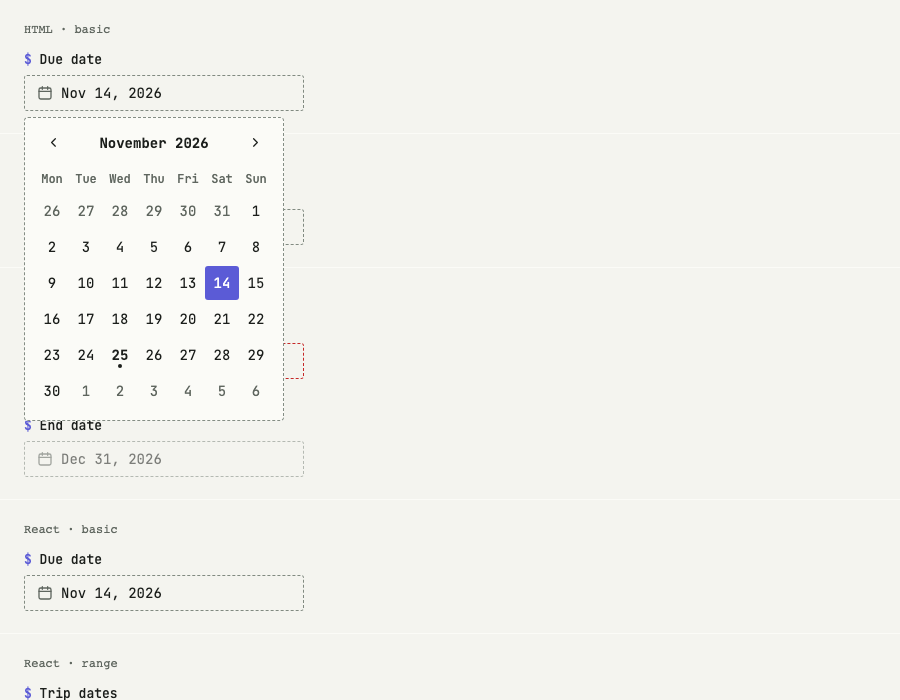 HTML · basic
$ Due date
Nov 14, 2026
November 2026
Mon Tue Wed Thu Fri Sat Sun
26 27 28 29 30 31 1
2 3 4 5 6 7 8
9 10 11 12 13 14 15
16 17 18 19 20 21 22
23 24 25 26 27 28 29
30 1 2 3 4 5 6
$ End date
Dec 31, 2026
React · basic
$ Due date
Nov 14, 2026
React · range
$ Trip dates